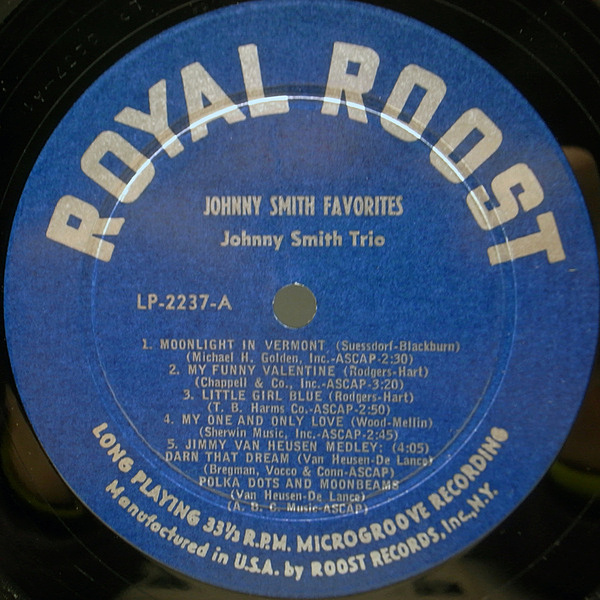 ROYAL ROOST
JOHNNY SMITH FAVORITES
Johnny Smith Trio
LP-2237-A
1. MOONLIGHT IN VERMONT (Suessdorf-Blackburn)
(Michael H. Golden, Inc.-ASCAP-2:30)
2. MY FUNNY VALENTINE (Rodgers-Hart)
(Chappell & Co., Inc.-ASCAP-3:20)
3. LITTLE GIRL BLUE (Rodgers-Hart)
(T. B. Harms Co.-ASCAP-2:50)
4. MY ONE AND ONLY LOVE (Wood-Mellin)
(Sherwin Music, Inc.-ASCAP-2:45)
5. JIMMY VAN HEUSEN MEDLEY: (4:05)
DARN THAT DREAM (Van Heusen-De Lance)
(Bregman, Vocco & Conn-ASCAP)
POLKA DOTS AND MOONBEAMS
(Van Heusen-De Lance)
(A. B. C. Music-ASCAP)
LONG PLAYING 33⅓ R.P.M. MICROGROOVE RECORDING
Manufactured in U.S.A. by ROOST RECORDS, Inc., N.Y.